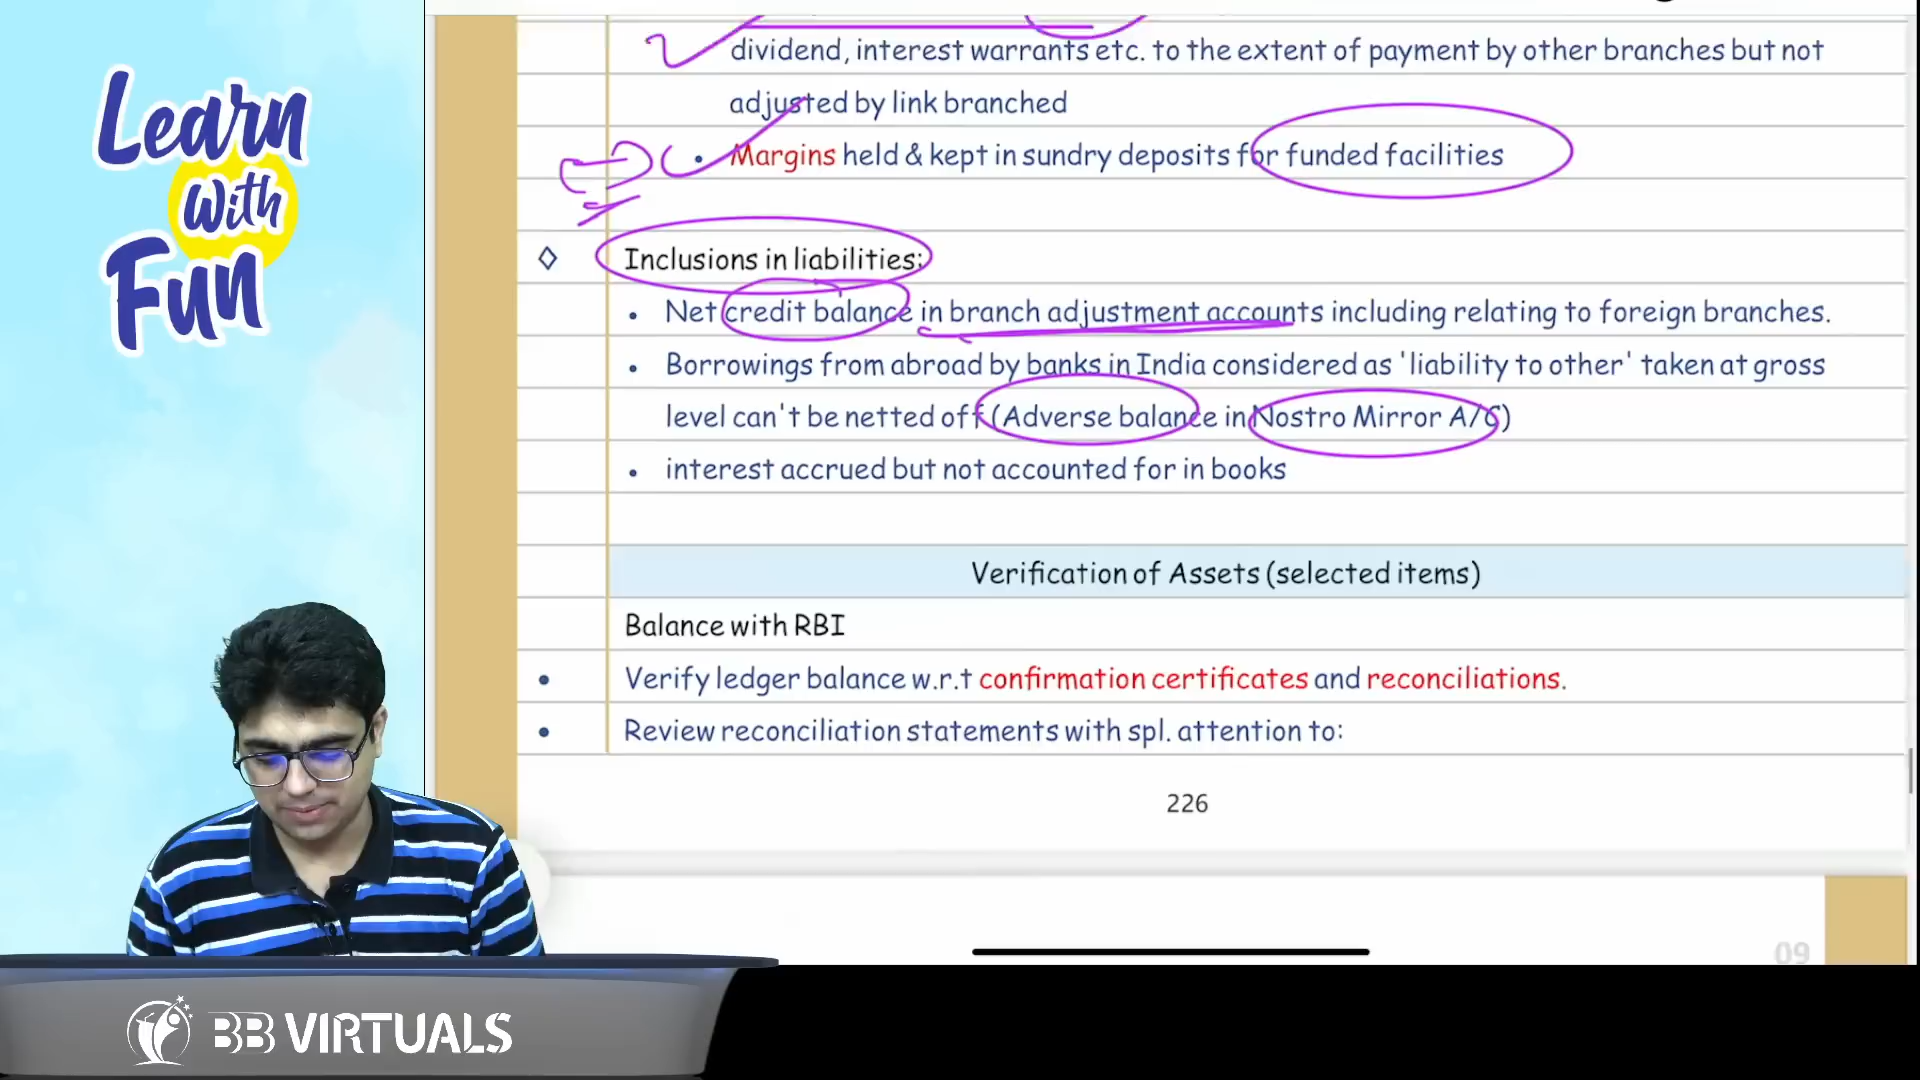 Learn
with
Fun
dividend, interest warrants etc. to the extent of payment by other branches but not
adjusted by link branched
• Margins held & kept in sundry deposits for funded facilities
Inclusions in liabilities:
• Net credit balance in branch adjustment accounts including relating to foreign branches.
• Borrowings from abroad by banks in India considered as 'liability to other' taken at gross
level can't be netted off (Adverse balance in Nostro Mirror A/C)
• interest accrued but not accounted for in books
Verification of Assets (selected items)
Balance with RBI
• Verify ledger balance w.r.t confirmation certificates and reconciliations.
• Review reconciliation statements with spl. attention to:
226
09
BB VIRTUALS